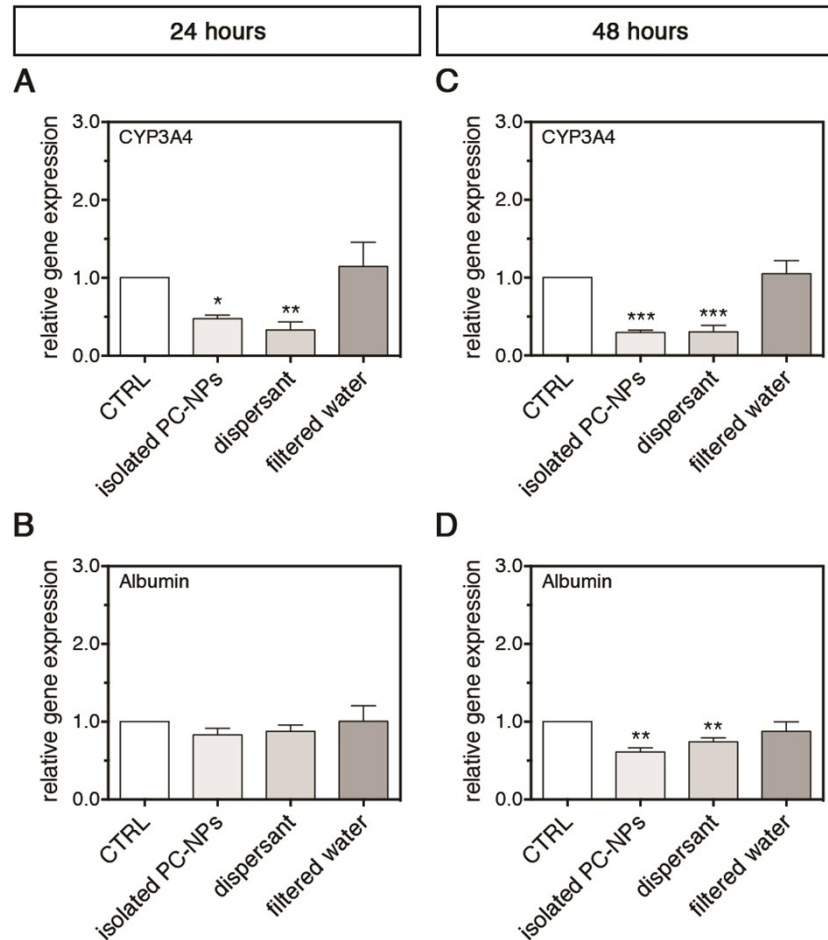 24 hours
48 hours
A
relative gene expression
3.0
2.0
1.0
0.0
CYP3A4
*
**
CTRL
isolated PC-NPs
dispersant
filtered water
C
relative gene expression
3.0
2.0
1.0
0.0
CYP3A4
***
***
CTRL
isolated PC-NPs
dispersant
filtered water
B
relative gene expression
3.0
2.0
1.0
0.0
Albumin
CTRL
isolated PC-NPs
dispersant
filtered water
D
relative gene expression
3.0
2.0
1.0
0.0
Albumin
**
**
CTRL
isolated PC-NPs
dispersant
filtered water